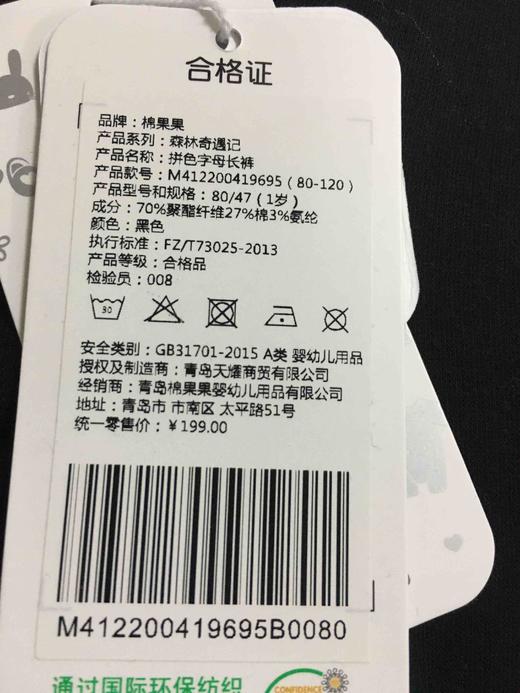 合格证
品牌：棉果果
产品系列：森林奇遇记
产品名称：拼色字母长裤
产品款号：M412200419695（80-120）
产品型号和规格：80/47（1岁）
成分：70%聚酯纤维27%棉3%氨纶
颜色：黑色
执行标准：FZ/T73025-2013
产品等级：合格品
检验员：008
30
安全类别：GB31701-2015 A类 婴幼儿用品
授权及制造商：青岛天燿商贸有限公司
经销商：青岛棉果果婴幼儿用品有限公司
地址：青岛市 市南区 太平路51号
统一零售价：￥199.00
M412200419695B0080
通过国际环保纺织
CONFIDENCE